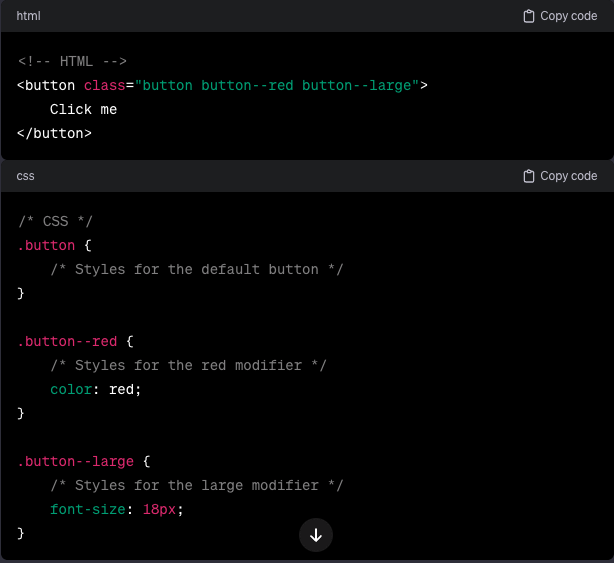 html
Copy code
<!-- HTML -->
<button class="button button--red button--large">
    Click me
</button>
css
Copy code
/* CSS */
.button {
    /* Styles for the default button */
}

.button--red {
    /* Styles for the red modifier */
    color: red;
}

.button--large {
    /* Styles for the large modifier */
    font-size: 18px;
}